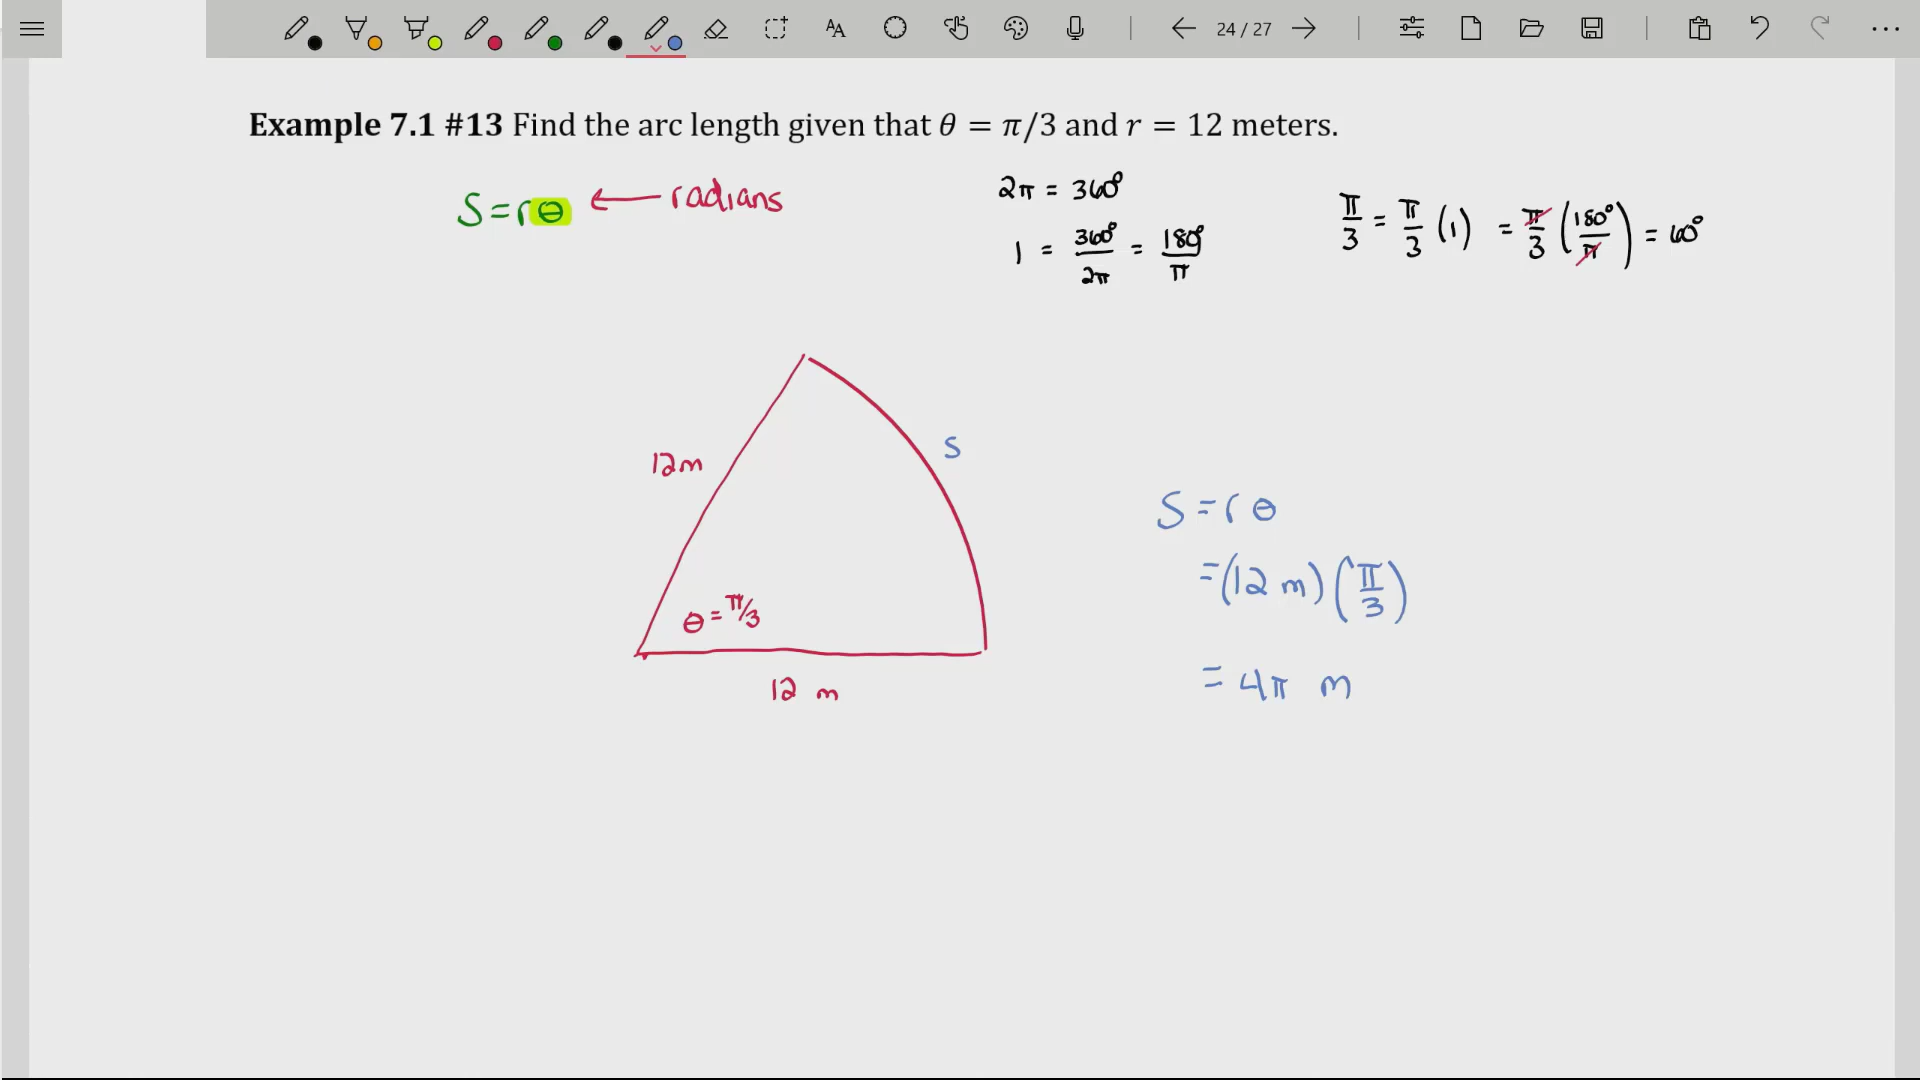 24 / 27
Example 7.1 #13 Find the arc length given that θ = π/3 and r = 12 meters.
S = rθ ← radians
2π = 360°
1 = 360°/2π = 180°/π
π/3 = π/3 (1) = π/3 (180°/π) = 60°
12m
S
θ = π/3
12 m
S = r θ
= (12 m) (π/3)
= 4π m